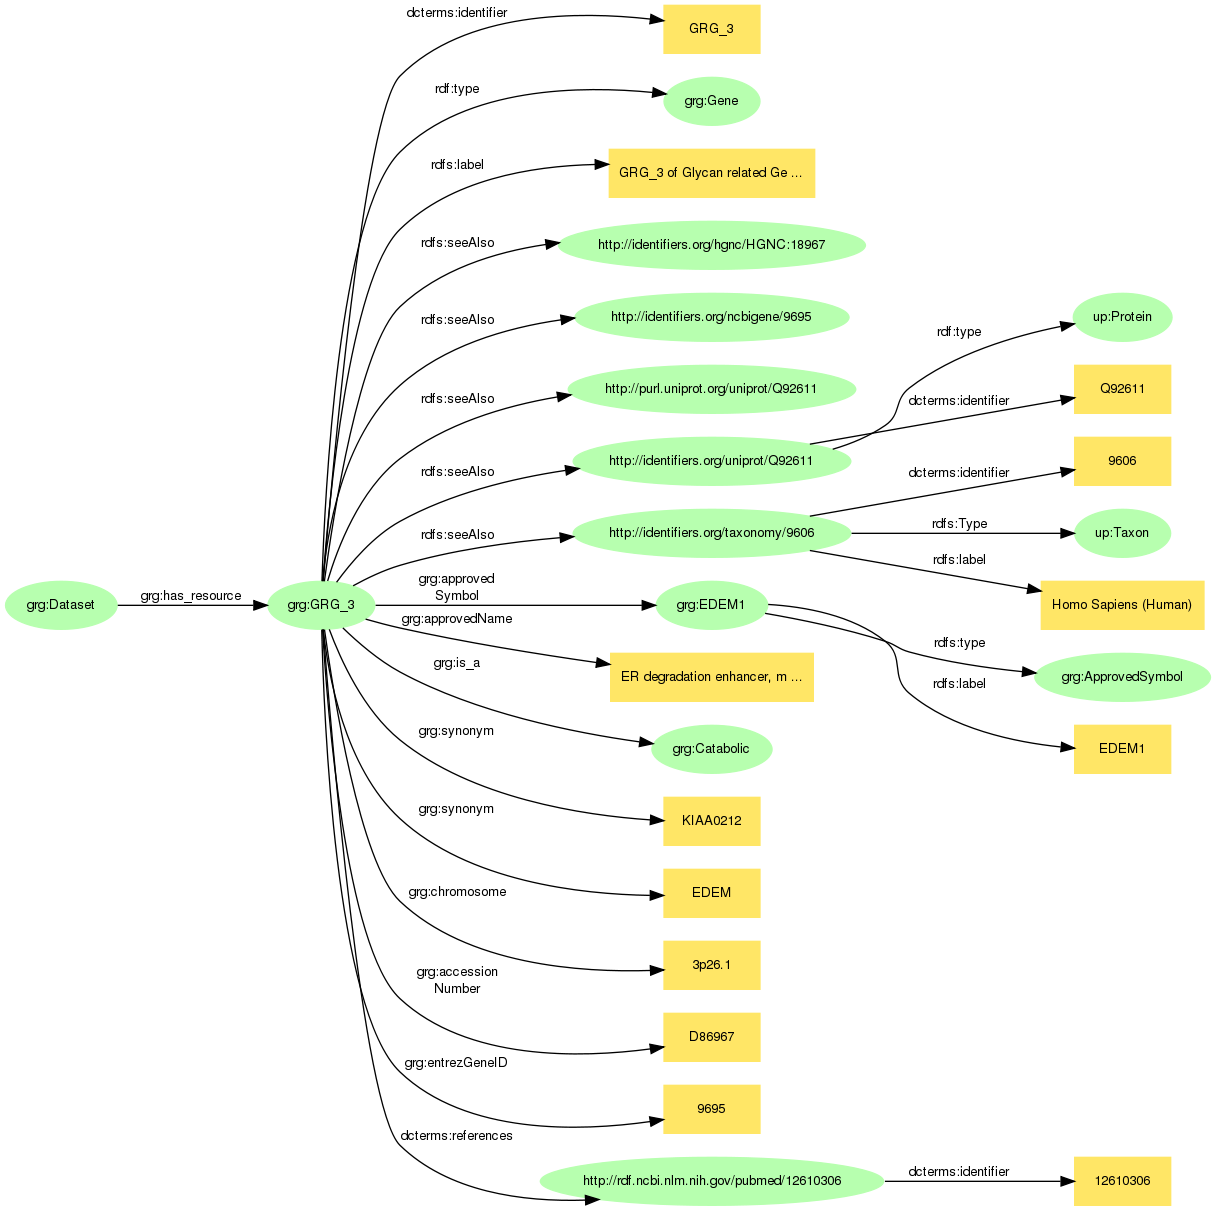 dcterms:identifier
GRG_3
rdf:type
grg:Gene
rdfs:label
GRG_3 of Glycan related Ge ...
rdfs:seeAlso
http://identifiers.org/hgnc/HGNC:18967
rdfs:seeAlso
http://identifiers.org/ncbigene/9695
rdf:type
up:Protein
rdfs:seeAlso
http://purl.uniprot.org/uniprot/Q92611
dcterms:identifier
Q92611
rdfs:seeAlso
http://identifiers.org/uniprot/Q92611
dcterms:identifier
9606
rdfs:seeAlso
http://identifiers.org/taxonomy/9606
rdfs:Type
up:Taxon
rdfs:label
Homo Sapiens (Human)
grg:Dataset
grg:has_resource
grg:GRG_3
grg:approved
Symbol
grg:EDEM1
grg:approvedName
ER degradation enhancer, m ...
rdfs:type
grg:ApprovedSymbol
rdfs:label
EDEM1
grg:is_a
grg:Catabolic
grg:synonym
KIAA0212
grg:synonym
EDEM
grg:chromosome
3p26.1
grg:accession
Number
D86967
grg:entrezGeneID
9695
dcterms:references
http://rdf.ncbi.nlm.nih.gov/pubmed/12610306
dcterms:identifier
12610306